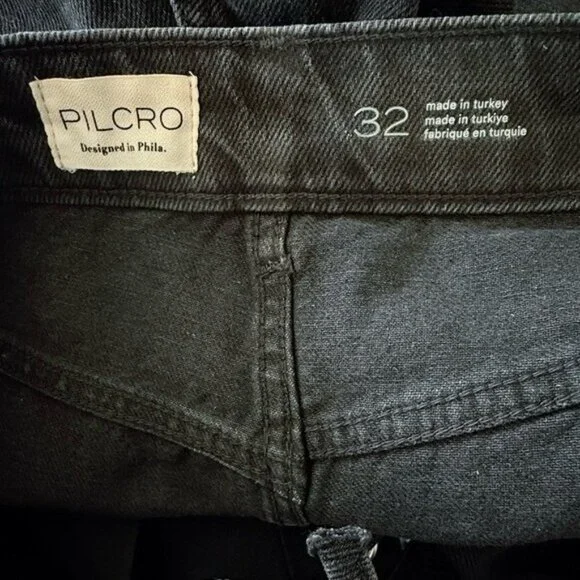 PILCRO
Designed in Phila.
32
made in turkey
made in turkiye
fabriqué en turquie